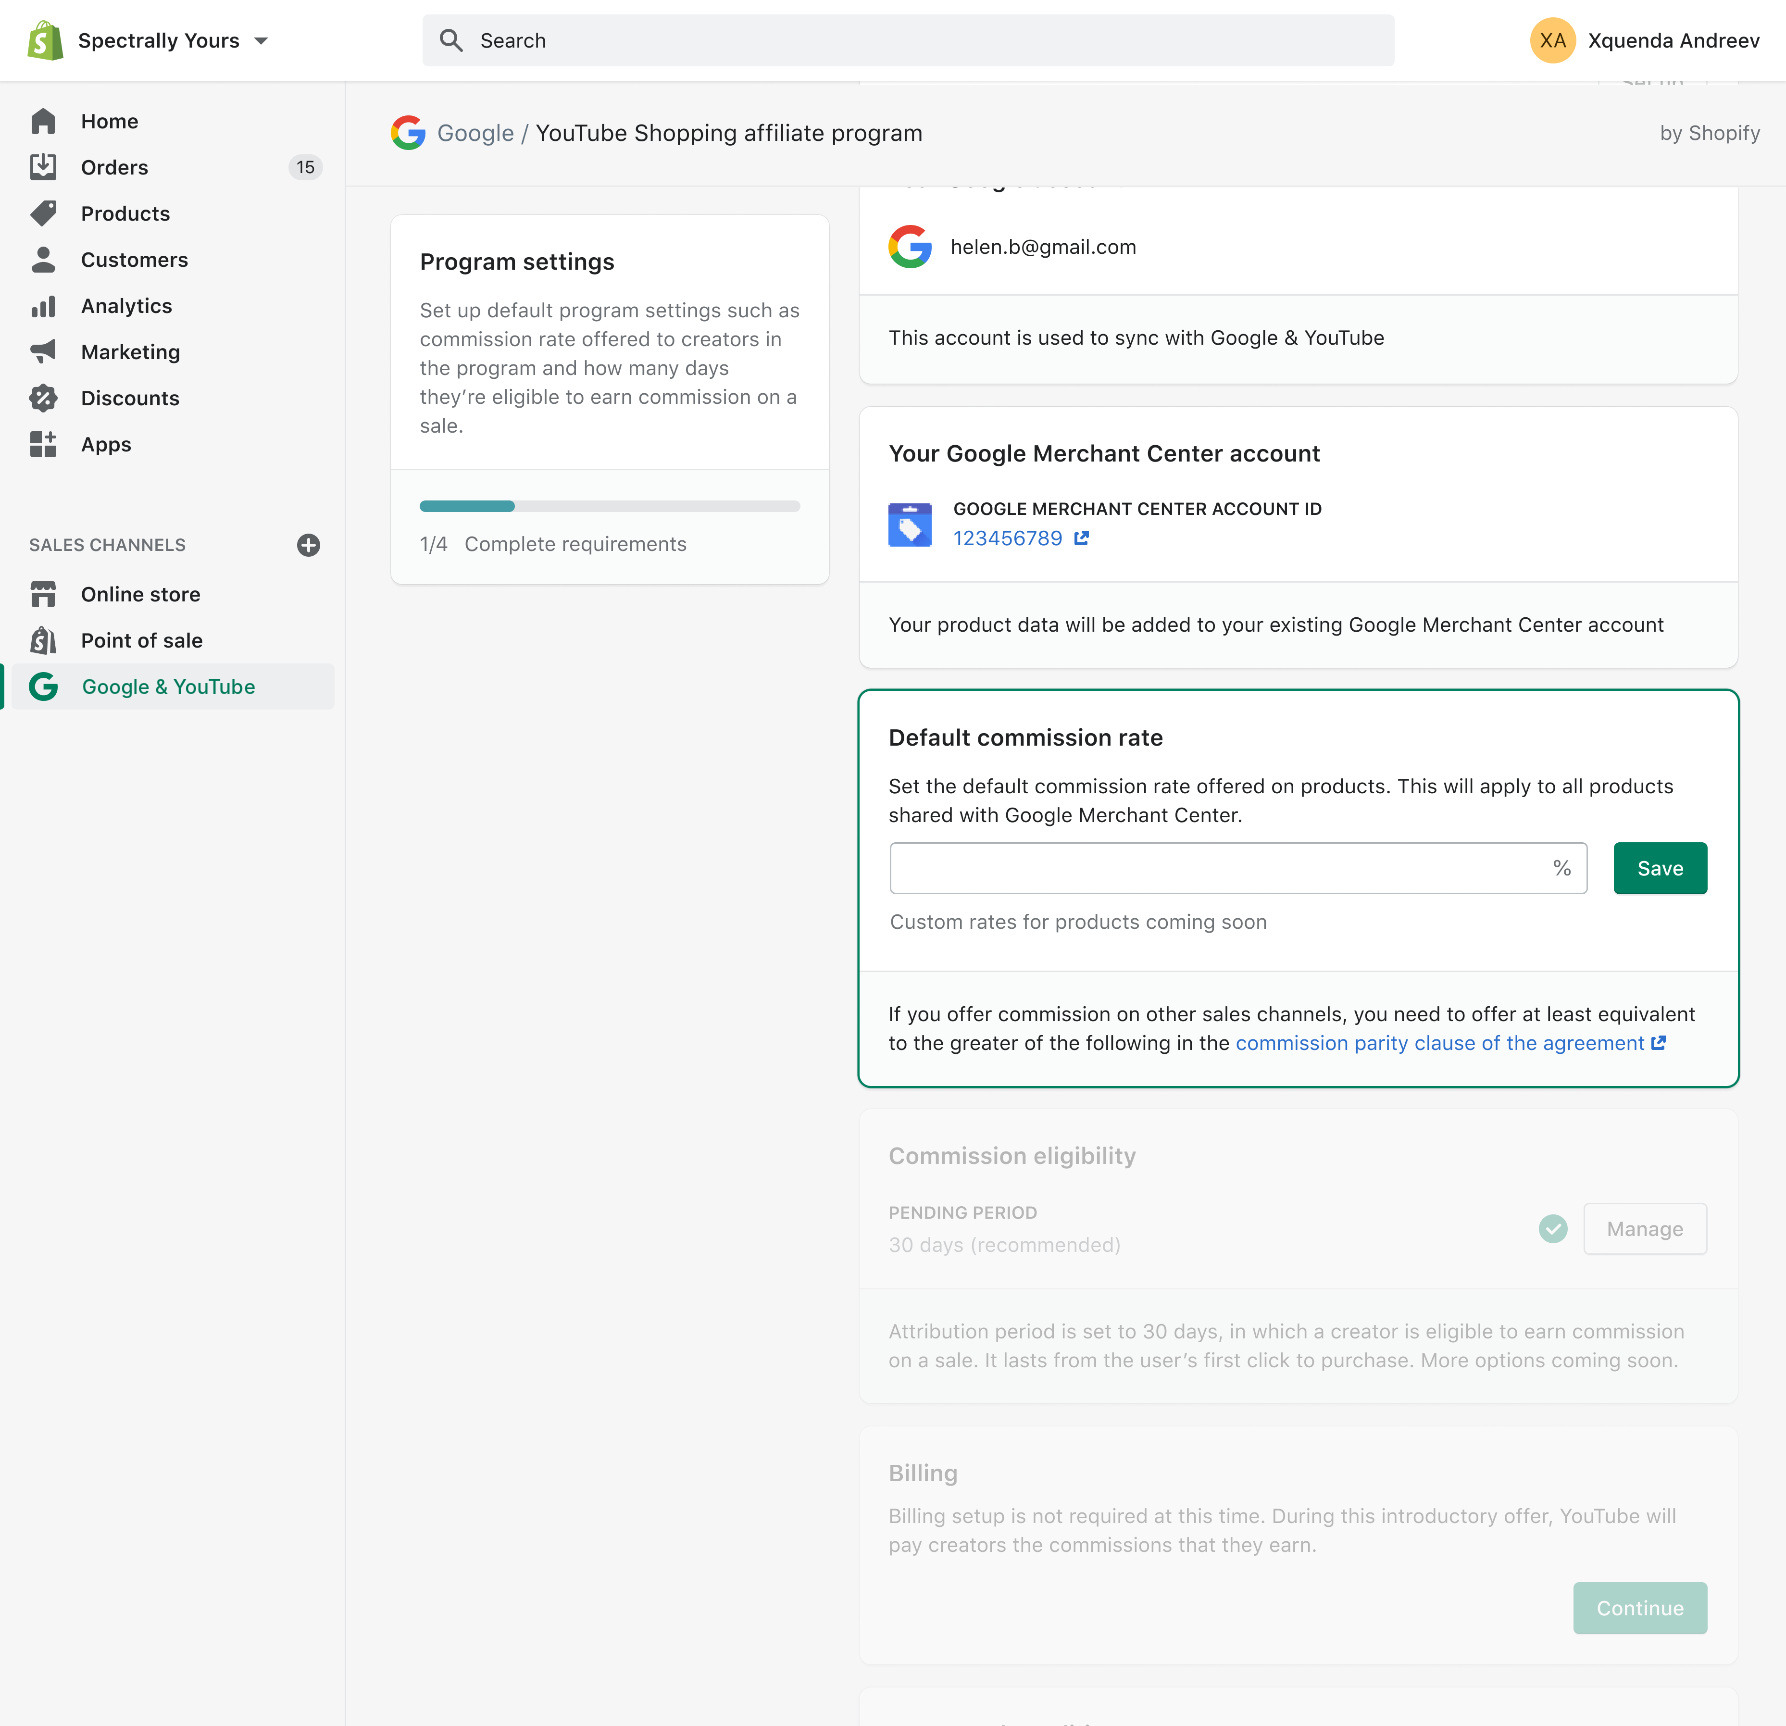 Spectrally Yours
Search
XA Xquenda Andreev
Home
Orders 15
Products
Customers
Analytics
Marketing
Discounts
Apps
SALES CHANNELS
Online store
Point of sale
Google & YouTube
Google / YouTube Shopping affiliate program
by Shopify
Program settings
Set up default program settings such as
commission rate offered to creators in
the program and how many days
they're eligible to earn commission on a
sale.
1/4 Complete requirements
helen.b@gmail.com
This account is used to sync with Google & YouTube
Your Google Merchant Center account
GOOGLE MERCHANT CENTER ACCOUNT ID
123456789
Your product data will be added to your existing Google Merchant Center account
Default commission rate
Set the default commission rate offered on products. This will apply to all products
shared with Google Merchant Center.
%
Save
Custom rates for products coming soon
If you offer commission on other sales channels, you need to offer at least equivalent
to the greater of the following in the commission parity clause of the agreement
Commission eligibility
PENDING PERIOD
30 days (recommended)
Manage
Attribution period is set to 30 days, in which a creator is eligible to earn commission
on a sale. It lasts from the user's first click to purchase. More options coming soon.
Billing
Billing setup is not required at this time. During this introductory offer, YouTube will
pay creators the commissions that they earn.
Continue